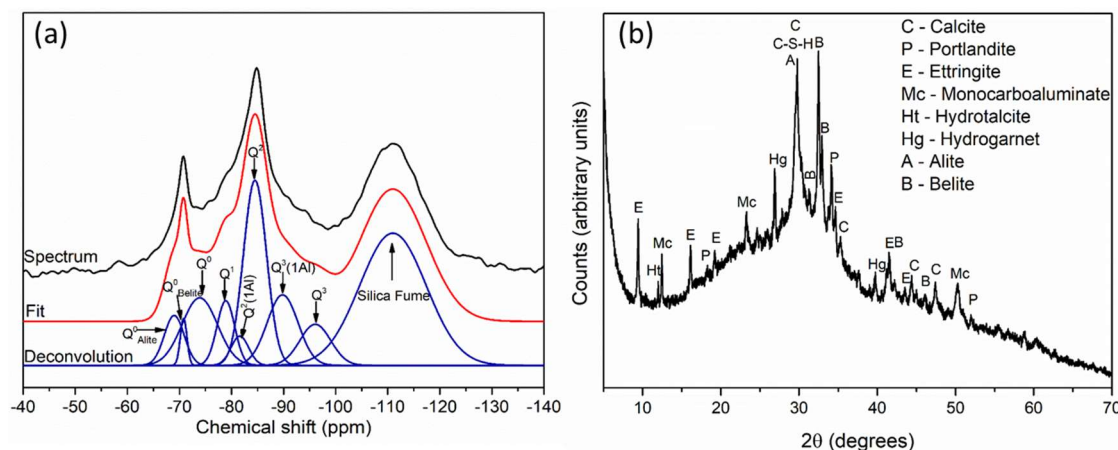 (a)
Q²
Spectrum
Q⁰
Q⁰Belite
Q¹
Q²(1Al)
Q³(1Al)
Q³
Silica Fume
Fit
Q⁰Alite
Deconvolution
-40 -50 -60 -70 -80 -90 -100 -110 -120 -130 -140
Chemical shift (ppm)
(b)
C
C-S-H
A
B
B
B
P
E
C
Hg
Mc
E
Ht
Mc
E
P
E
Hg
EB
E
C
B
C
Mc
P
C - Calcite
P - Portlandite
E - Ettringite
Mc - Monocarboaluminate
Ht - Hydrotalcite
Hg - Hydrogarnet
A - Alite
B - Belite
Counts (arbitrary units)
10 20 30 40 50 60 70
2θ (degrees)